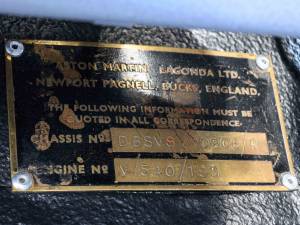 ASTON MARTIN LAGONDA LTD.
NEWPORT PAGNELL, BUCKS, ENGLAND.
THE FOLLOWING INFORMATION MUST BE
QUOTED IN ALL CORRESPONDENCE.
CHASSIS Nº
ENGINE Nº V/540/